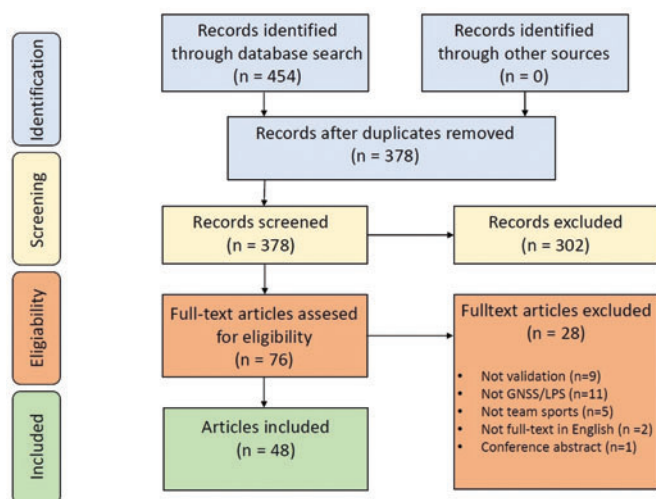 Identification
Records identified
through database search
(n = 454)
Records identified
through other sources
(n = 0)
Records after duplicates removed
(n = 378)
Screening
Records screened
(n = 378)
Records excluded
(n = 302)
Eligiability
Full-text articles assesed
for eligibility
(n = 76)
Fulltext articles excluded
(n = 28)
• Not validation (n=9)
• Not GNSS/LPS (n=11)
• Not team sports (n=5)
• Not full-text in English (n =2)
• Conference abstract (n=1)
Included
Articles included
(n = 48)